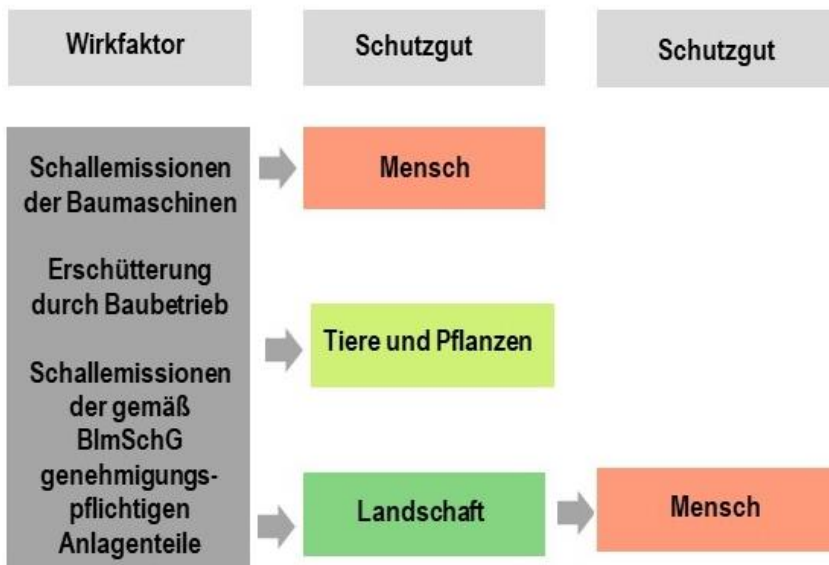 Wirkfaktor
Schutzgut
Schutzgut
Schallemissionen
der Baumaschinen
Erschütterung
durch Baubetrieb
Schallemissionen
der gemäß
BImSchG
genehmigungs-
pflichtigen
Anlagenteile
Mensch
Tiere und Pflanzen
Landschaft
Mensch